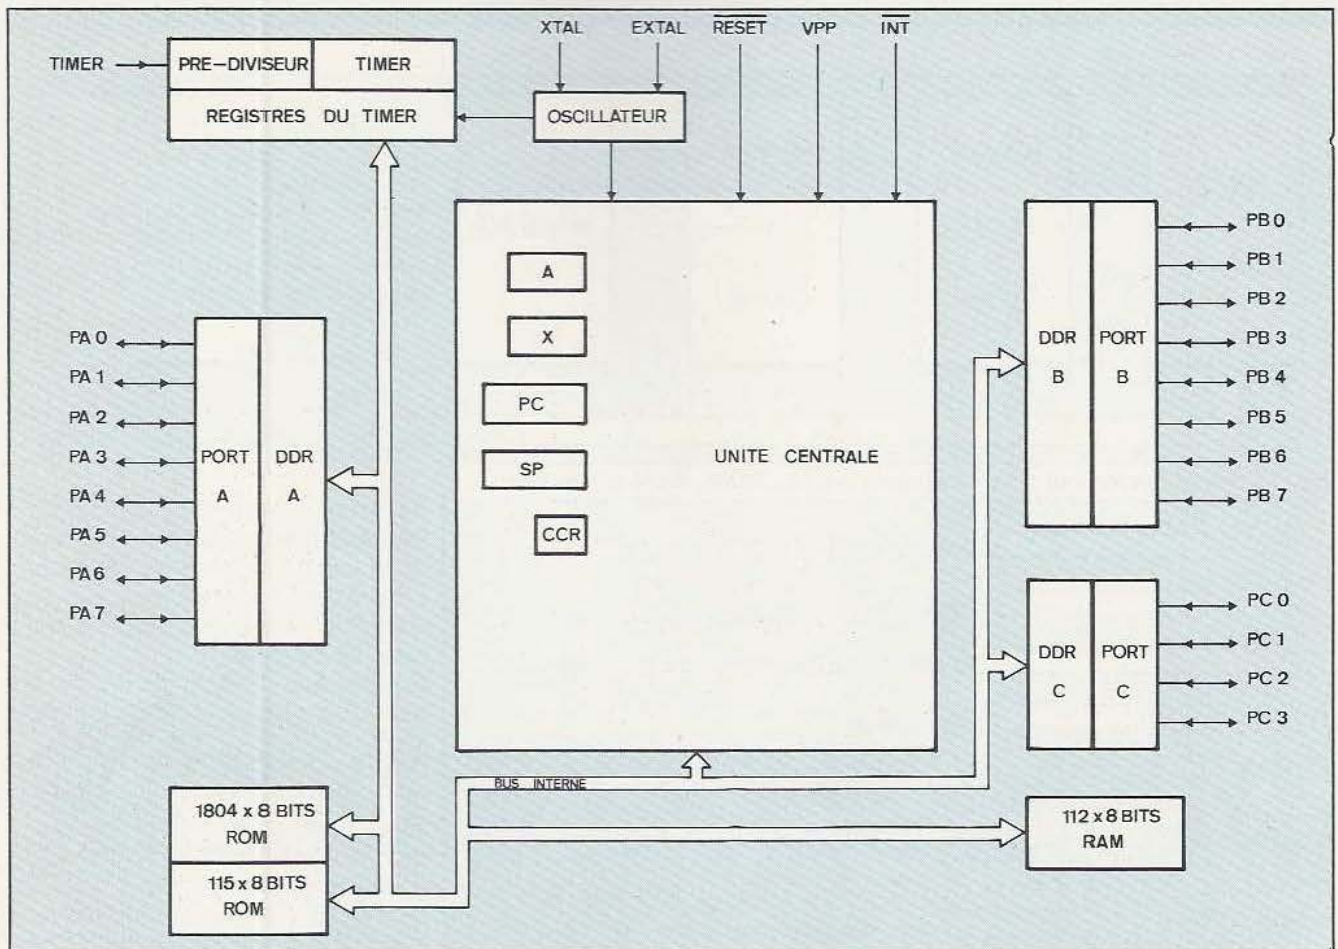 XTAL EXTAL RESET VPP INT
TIMER PRE-DIVISEUR TIMER
REGISTRES DU TIMER
OSCILLATEUR
A
X
PC
SP
CCR
UNITE CENTRALE
PA 0
PA 1
PA 2
PA 3
PA 4
PA 5
PA 6
PA 7
PORT A
DDR A
DDR B
PORT B
PB 0
PB 1
PB 2
PB 3
PB 4
PB 5
PB 6
PB 7
DDR C
PORT C
PC 0
PC 1
PC 2
PC 3
BUS INTERNE
1804 x 8 BITS
ROM
115 x 8 BITS
ROM
112 x 8 BITS
RAM